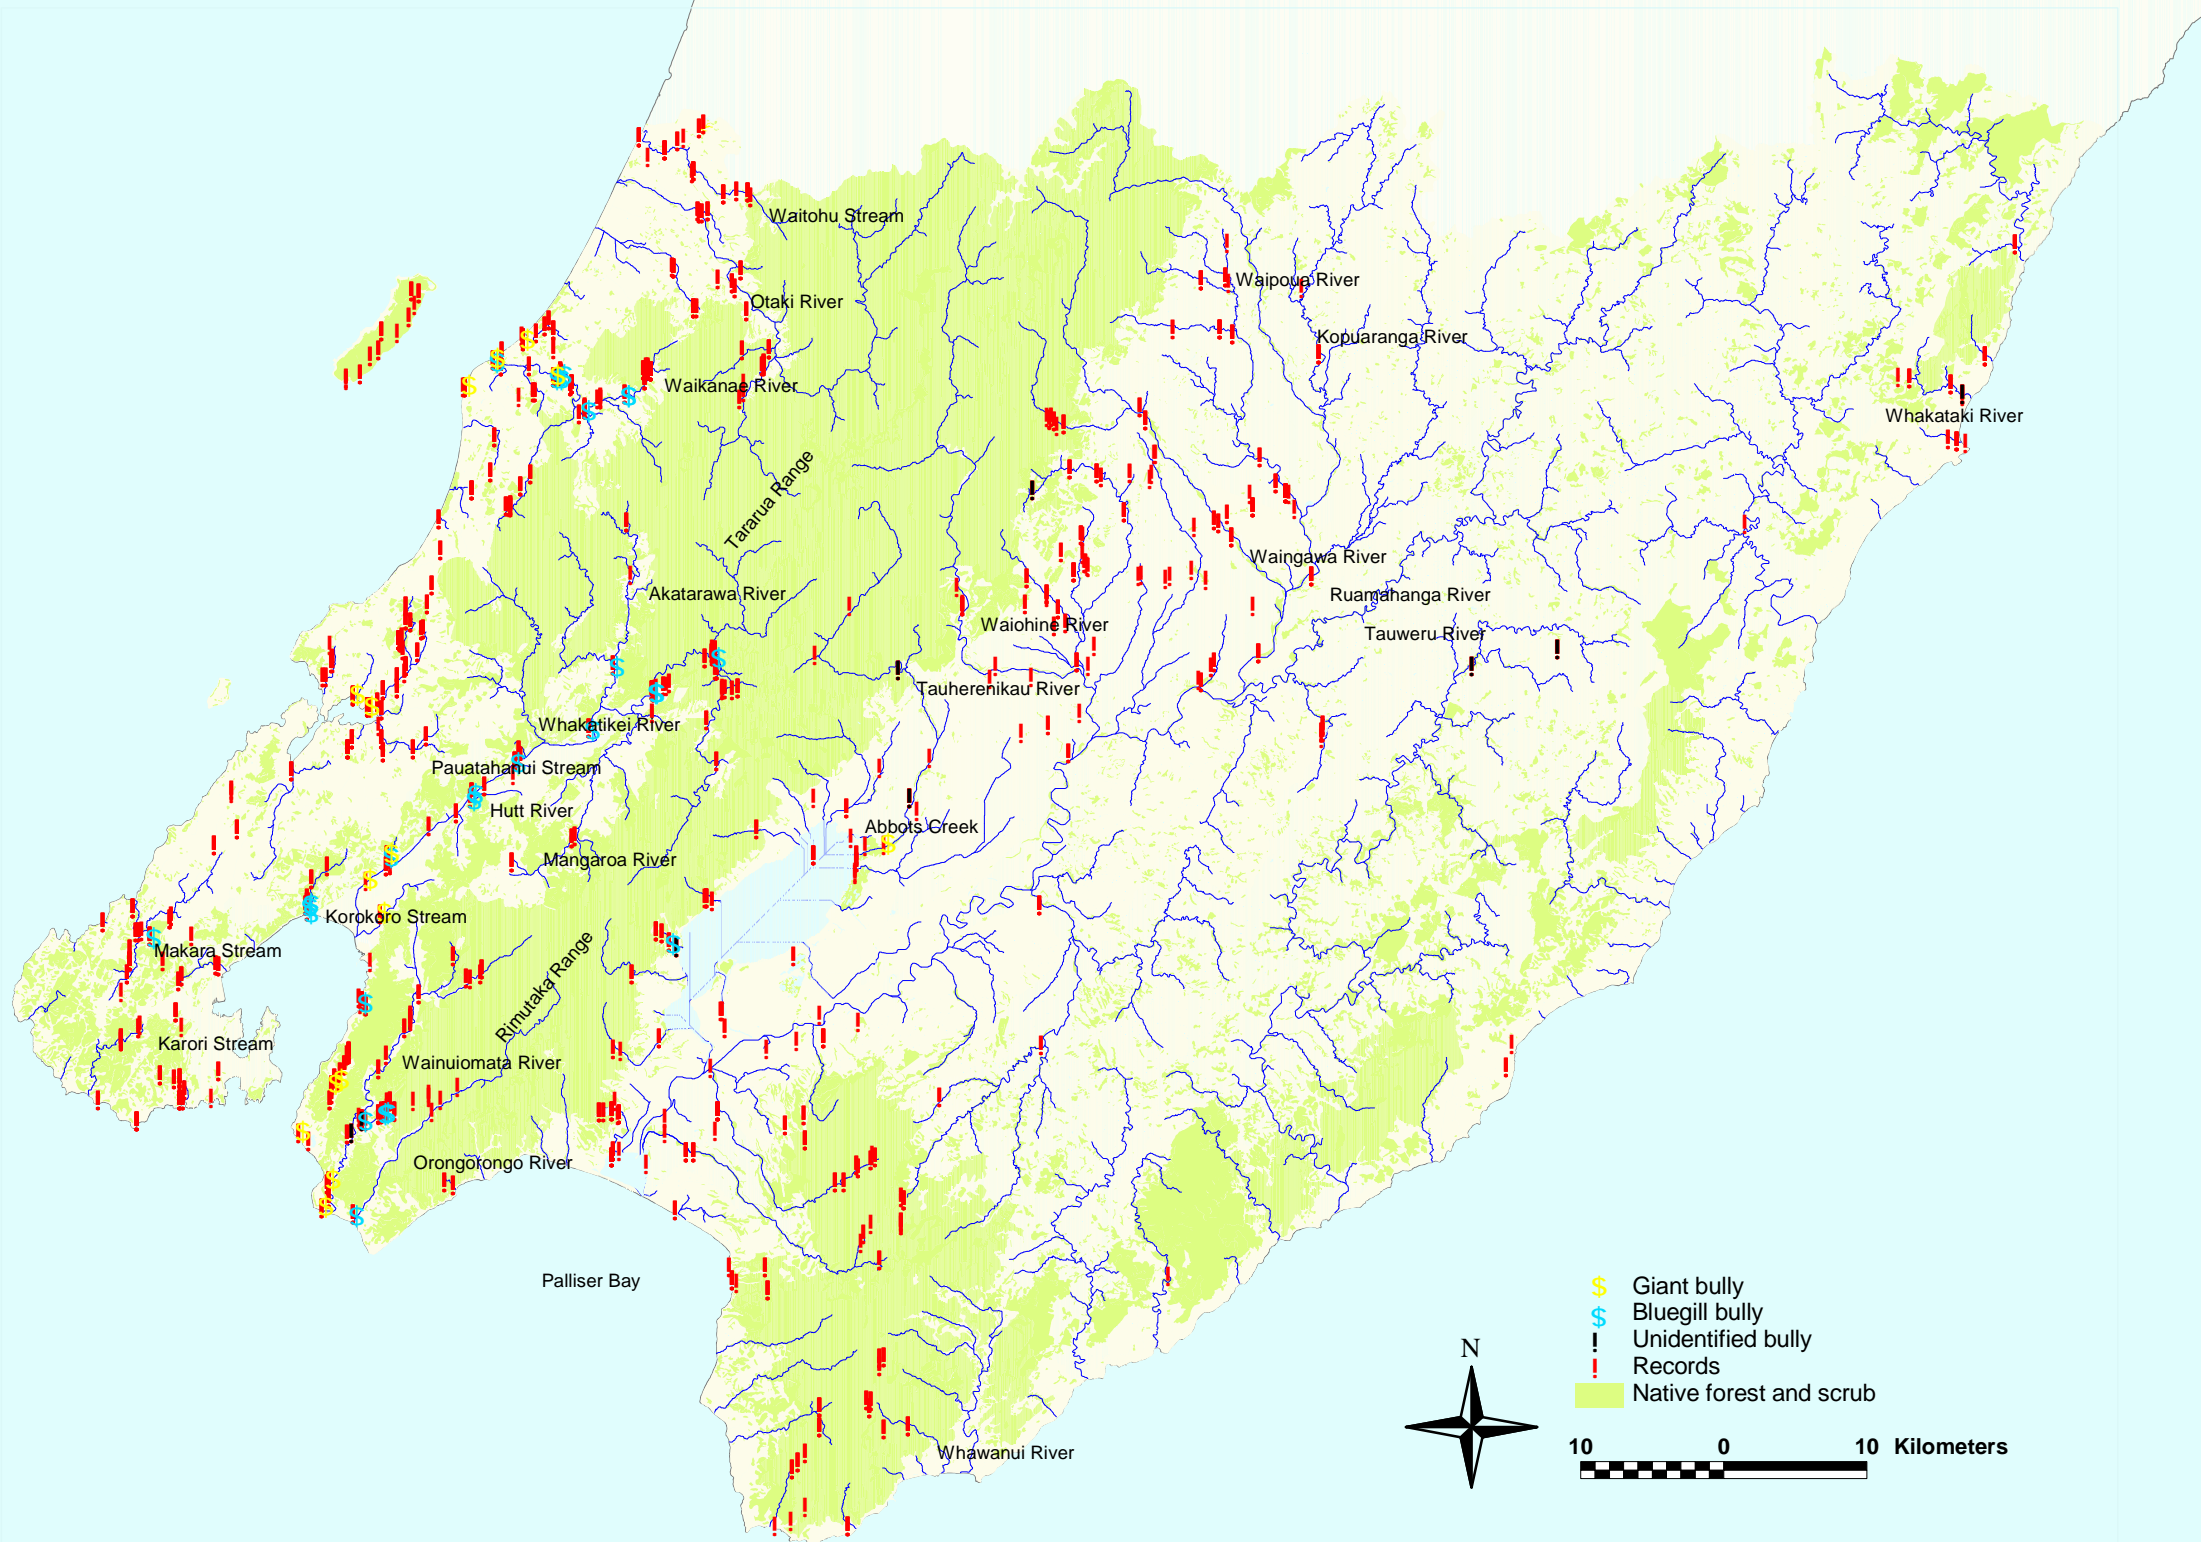 Waitohu Stream
Waipoua River
Otaki River
Kopuaranga River
Waikanae River
Whakataki River
Tararua Range
Waingawa River
Akatarawa River
Ruamahanga River
Waiohine River
Tauweru River
Tauherenikau River
Whakatikei River
Pauatahanui Stream
Hutt River
Abbots Creek
Mangaroa River
Korokoro Stream
Makara Stream
Rimutaka Range
Karori Stream
Wainuiomata River
Orongorongo River
Palliser Bay
Whawanui River
$ Giant bully
$ Bluegill bully
! Unidentified bully
! Records
Native forest and scrub
N
10 0 10 Kilometers